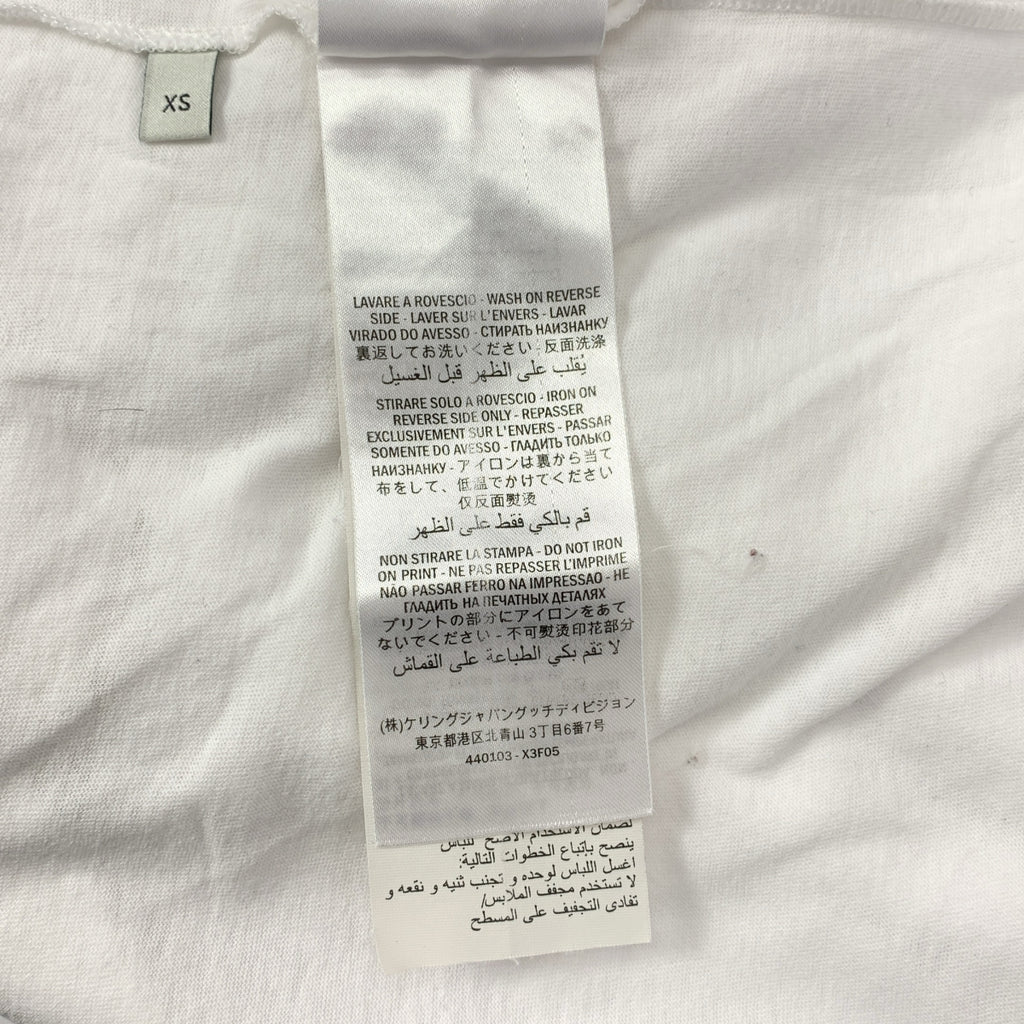 XS
LAVARE A ROVESCIO - WASH ON REVERSE
SIDE - LAVER SUR L'ENVERS - LAVAR
VIRADO DO AVESSO - СТИРАТЬ НАИЗНАНКУ
裏返してお洗いください - 反面洗涤
يُقلب على الظهر قبل الغسيل
STIRARE SOLO A ROVESCIO - IRON ON
REVERSE SIDE ONLY - REPASSER
EXCLUSIVEMENT SUR L'ENVERS - PASSAR
SOMENTE DO AVESSO - ГЛАДИТЬ ТОЛЬКО
НАИЗНАНКУ - アイロンは裏から当て
布をして、低温でかけてください
仅反面熨烫
قم بالكي فقط على الظهر
NON STIRARE LA STAMPA - DO NOT IRON
ON PRINT - NE PAS REPASSER L'IMPRIME
NÃO PASSAR FERRO NA IMPRESSAO - НЕ
ГЛАДИТЬ НА ПЕЧАТНЫХ ДЕТАЛЯХ
プリントの部分にアイロンをあて
ないでください - 不可熨烫印花部分
لا تقم بكي الطباعة على القماش
(株)ケリングジャパングッチディビジョン
東京都港区北青山 3丁目6番7号
440103 - X3F05
لضمان الاستخدام الأصح للباس
ينصح بإتباع الخطوات التالية:
اغسل اللباس لوحده و تجنب ثنيه و نقعه و
لا تستخدم مجفف الملابس/
تفادى التجفيف على المسطح